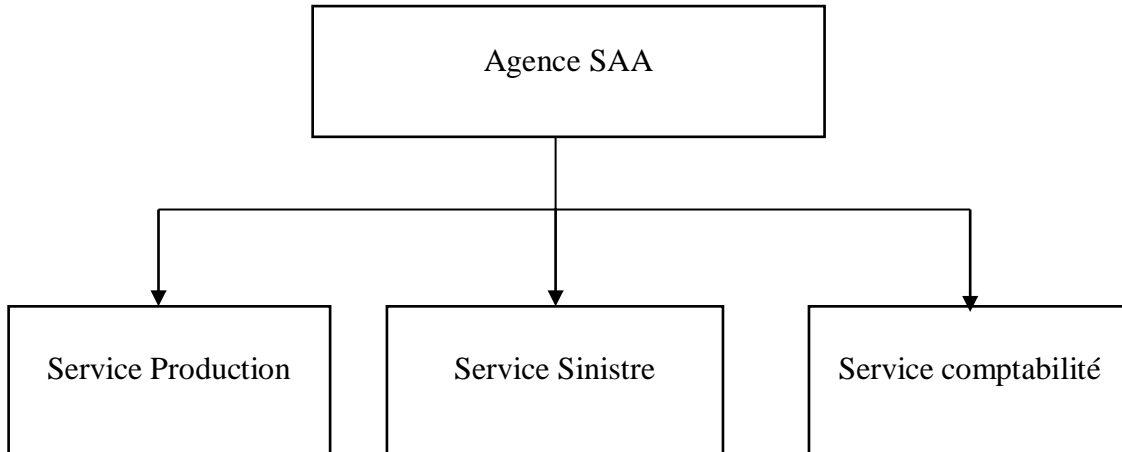 Agence SAA
Service Production
Service Sinistre
Service comptabilité